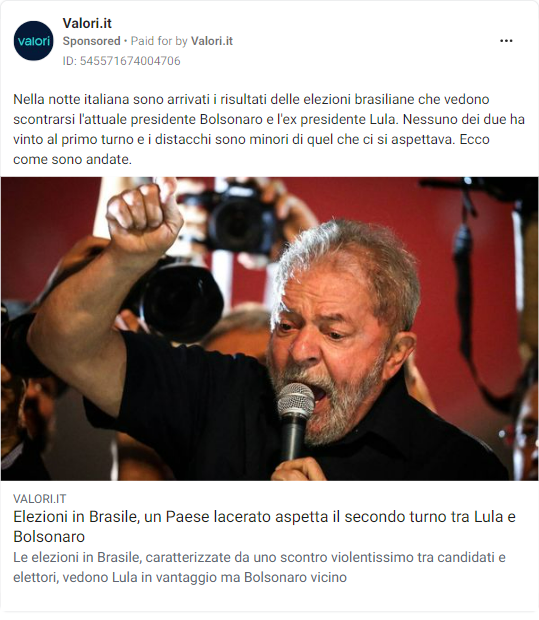 valori
Valori.it
Sponsored • Paid for by Valori.it
ID: 545571674004706
Nella notte italiana sono arrivati i risultati delle elezioni brasiliane che vedono
scontrarsi l'attuale presidente Bolsonaro e l'ex presidente Lula. Nessuno dei due ha
vinto al primo turno e i distacchi sono minori di quel che ci si aspettava. Ecco
come sono andate.
VALORI.IT
Elezioni in Brasile, un Paese lacerato aspetta il secondo turno tra Lula e
Bolsonaro
Le elezioni in Brasile, caratterizzate da uno scontro violentissimo tra candidati e
elettori, vedono Lula in vantaggio ma Bolsonaro vicino